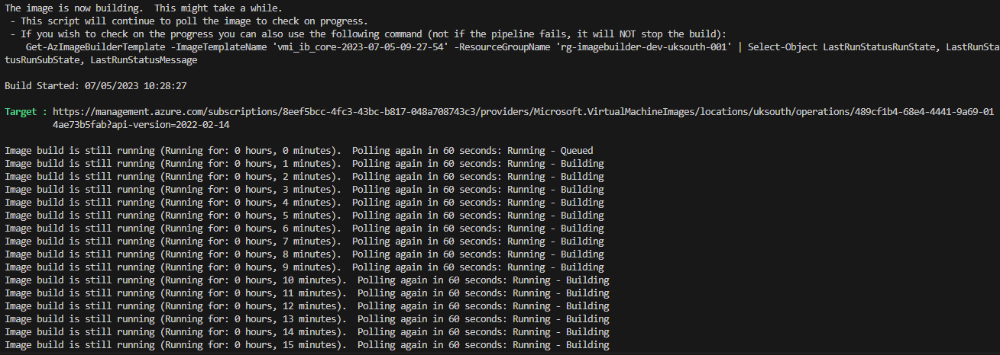 The image is now building.  This might take a while.
 - This script will continue to poll the image to check on progress.
 - If you wish to check on the progress you can also use the following command (not if the pipeline fails, it will NOT stop the build):
    Get-AzImageBuilderTemplate -ImageTemplateName 'vmi_ib_core-2023-07-05-09-27-54' -ResourceGroupName 'rg-imagebuilder-dev-uksouth-001' | Select-Object LastRunStatusRunState, LastRunSta
tusRunSubState, LastRunStatusMessage
Build Started: 07/05/2023 10:28:27
Target : https://management.azure.com/subscriptions/8eef5bcc-4fc3-43bc-b817-048a708743c3/providers/Microsoft.VirtualMachineImages/locations/uksouth/operations/489cf1b4-68e4-4441-9a69-01
         4ae73b5fab?api-version=2022-02-14
Image build is still running (Running for: 0 hours, 0 minutes).  Polling again in 60 seconds: Running - Queued
Image build is still running (Running for: 0 hours, 1 minutes).  Polling again in 60 seconds: Running - Building
Image build is still running (Running for: 0 hours, 2 minutes).  Polling again in 60 seconds: Running - Building
Image build is still running (Running for: 0 hours, 3 minutes).  Polling again in 60 seconds: Running - Building
Image build is still running (Running for: 0 hours, 4 minutes).  Polling again in 60 seconds: Running - Building
Image build is still running (Running for: 0 hours, 5 minutes).  Polling again in 60 seconds: Running - Building
Image build is still running (Running for: 0 hours, 6 minutes).  Polling again in 60 seconds: Running - Building
Image build is still running (Running for: 0 hours, 7 minutes).  Polling again in 60 seconds: Running - Building
Image build is still running (Running for: 0 hours, 8 minutes).  Polling again in 60 seconds: Running - Building
Image build is still running (Running for: 0 hours, 9 minutes).  Polling again in 60 seconds: Running - Building
Image build is still running (Running for: 0 hours, 10 minutes).  Polling again in 60 seconds: Running - Building
Image build is still running (Running for: 0 hours, 11 minutes).  Polling again in 60 seconds: Running - Building
Image build is still running (Running for: 0 hours, 12 minutes).  Polling again in 60 seconds: Running - Building
Image build is still running (Running for: 0 hours, 13 minutes).  Polling again in 60 seconds: Running - Building
Image build is still running (Running for: 0 hours, 14 minutes).  Polling again in 60 seconds: Running - Building
Image build is still running (Running for: 0 hours, 15 minutes).  Polling again in 60 seconds: Running - Building